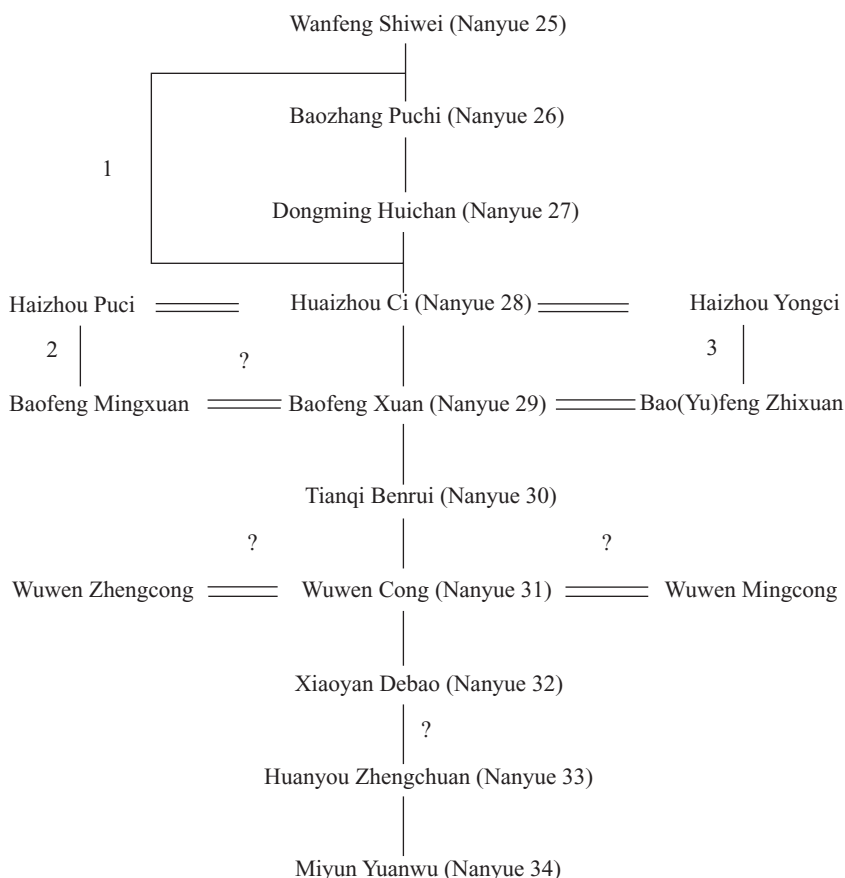 Wanfeng Shiwei (Nanyue 25)
Baozhang Puchi (Nanyue 26)
1
Dongming Huichan (Nanyue 27)
Haizhou Puci
Huaizhou Ci (Nanyue 28)
Haizhou Yongci
2
?
3
Baofeng Mingxuan
Baofeng Xuan (Nanyue 29)
Bao(Yu)feng Zhixuan
Tianqi Benrui (Nanyue 30)
?
?
Wuwen Zhengcong
Wuwen Cong (Nanyue 31)
Wuwen Mingcong
Xiaoyan Debao (Nanyue 32)
?
Huanyou Zhengchuan (Nanyue 33)
Miyun Yuanwu (Nanyue 34)